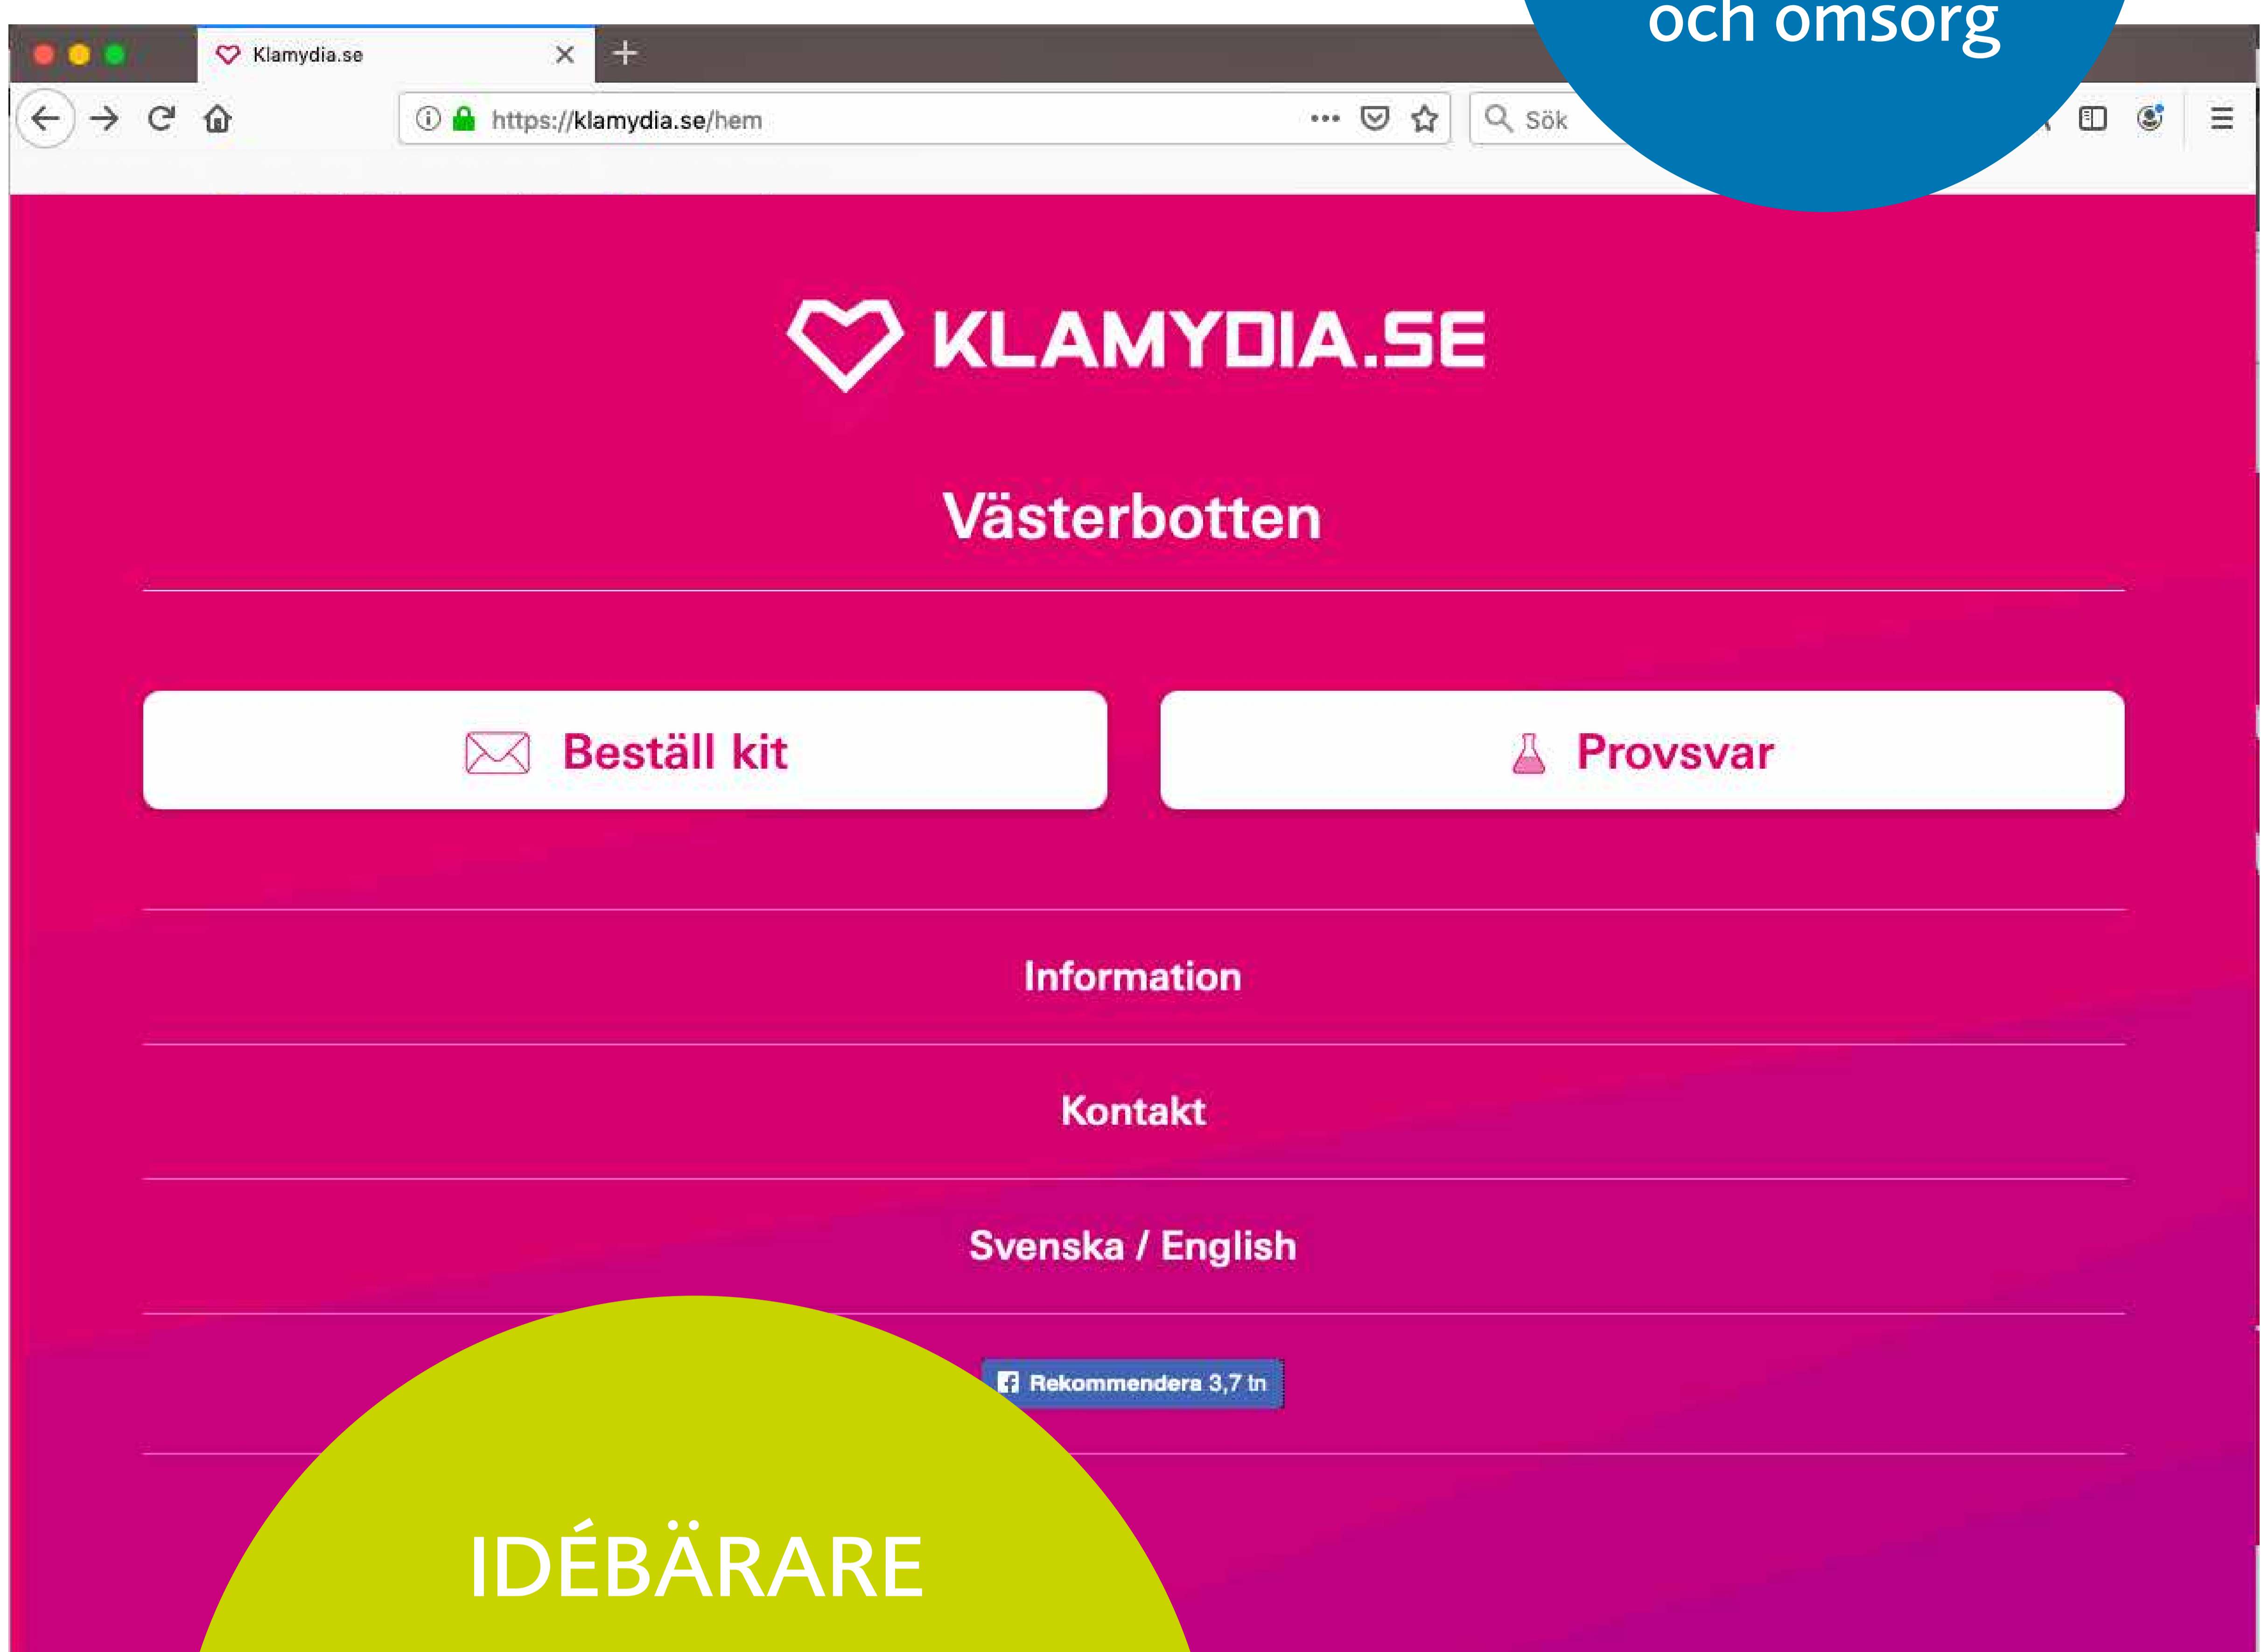 och omsorg
Klamydia.se
https://klamydia.se/hem
Sök
KLAMYDIA.SE
Västerbotten
Beställ kit
Provsvar
Information
Kontakt
Svenska / English
Rekommendera 3,7 tn
IDÉBÄRARE